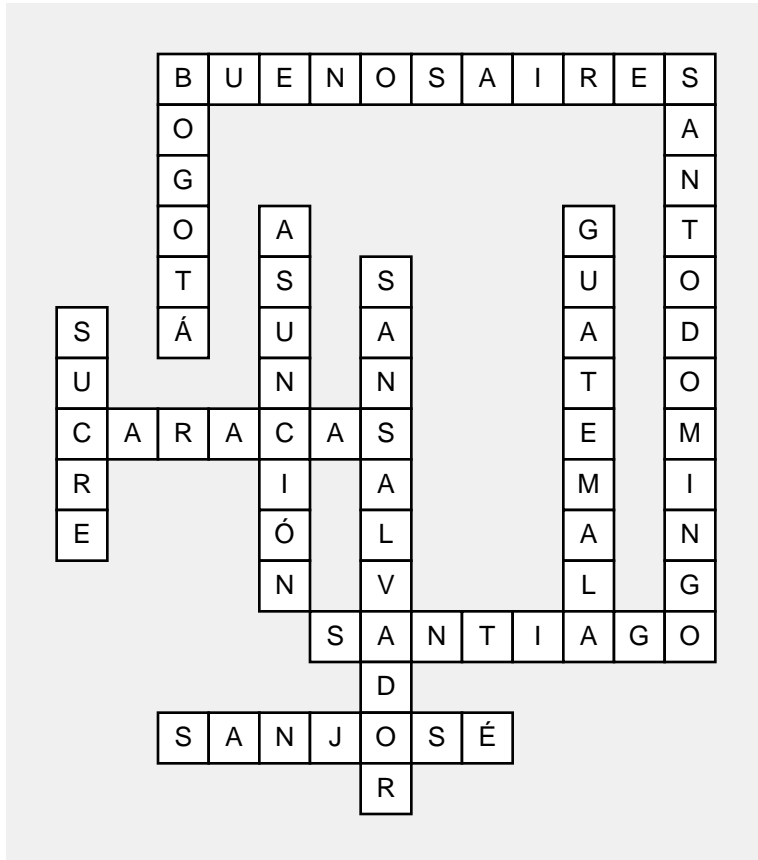 BUENOSAIRES
BOGOTÁ
SANTODOMINGO
ASUNCIÓN
GUATEMALA
SANSALVADOR
SUCRE
CARACAS
SANTIAGO
SANJOSÉ